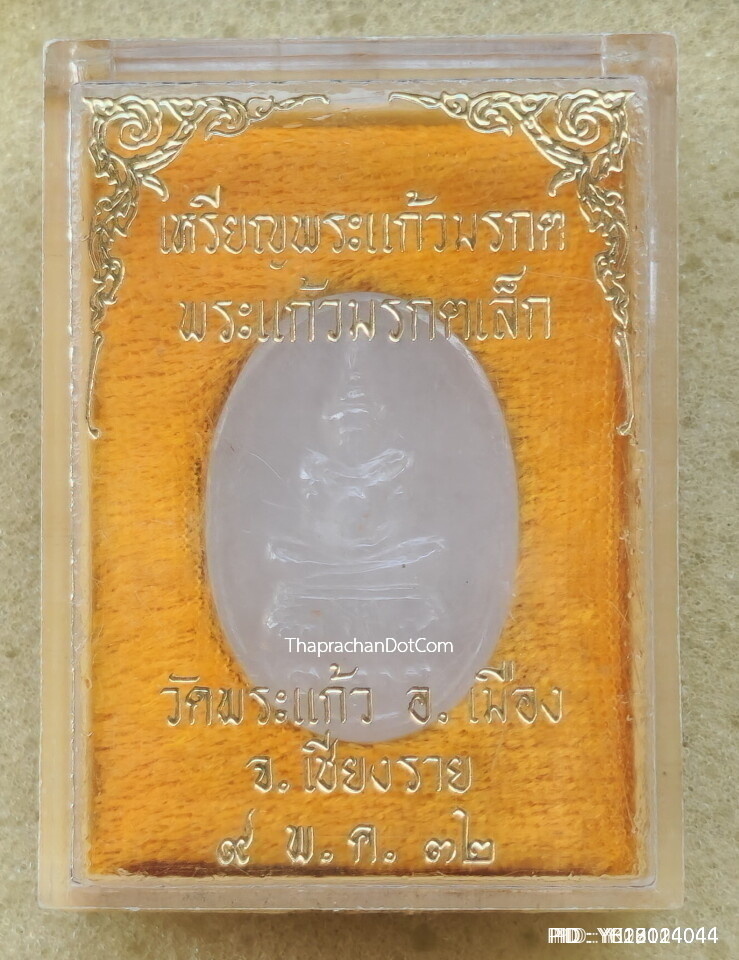 เหรียญพระแก้วมรกต
พระแก้วมรกตเล็ก
ThaprachanDotCom
วัดพระแก้ว อ. เมือง
จ. เชียงราย
๙ พ. ค. ๓๒